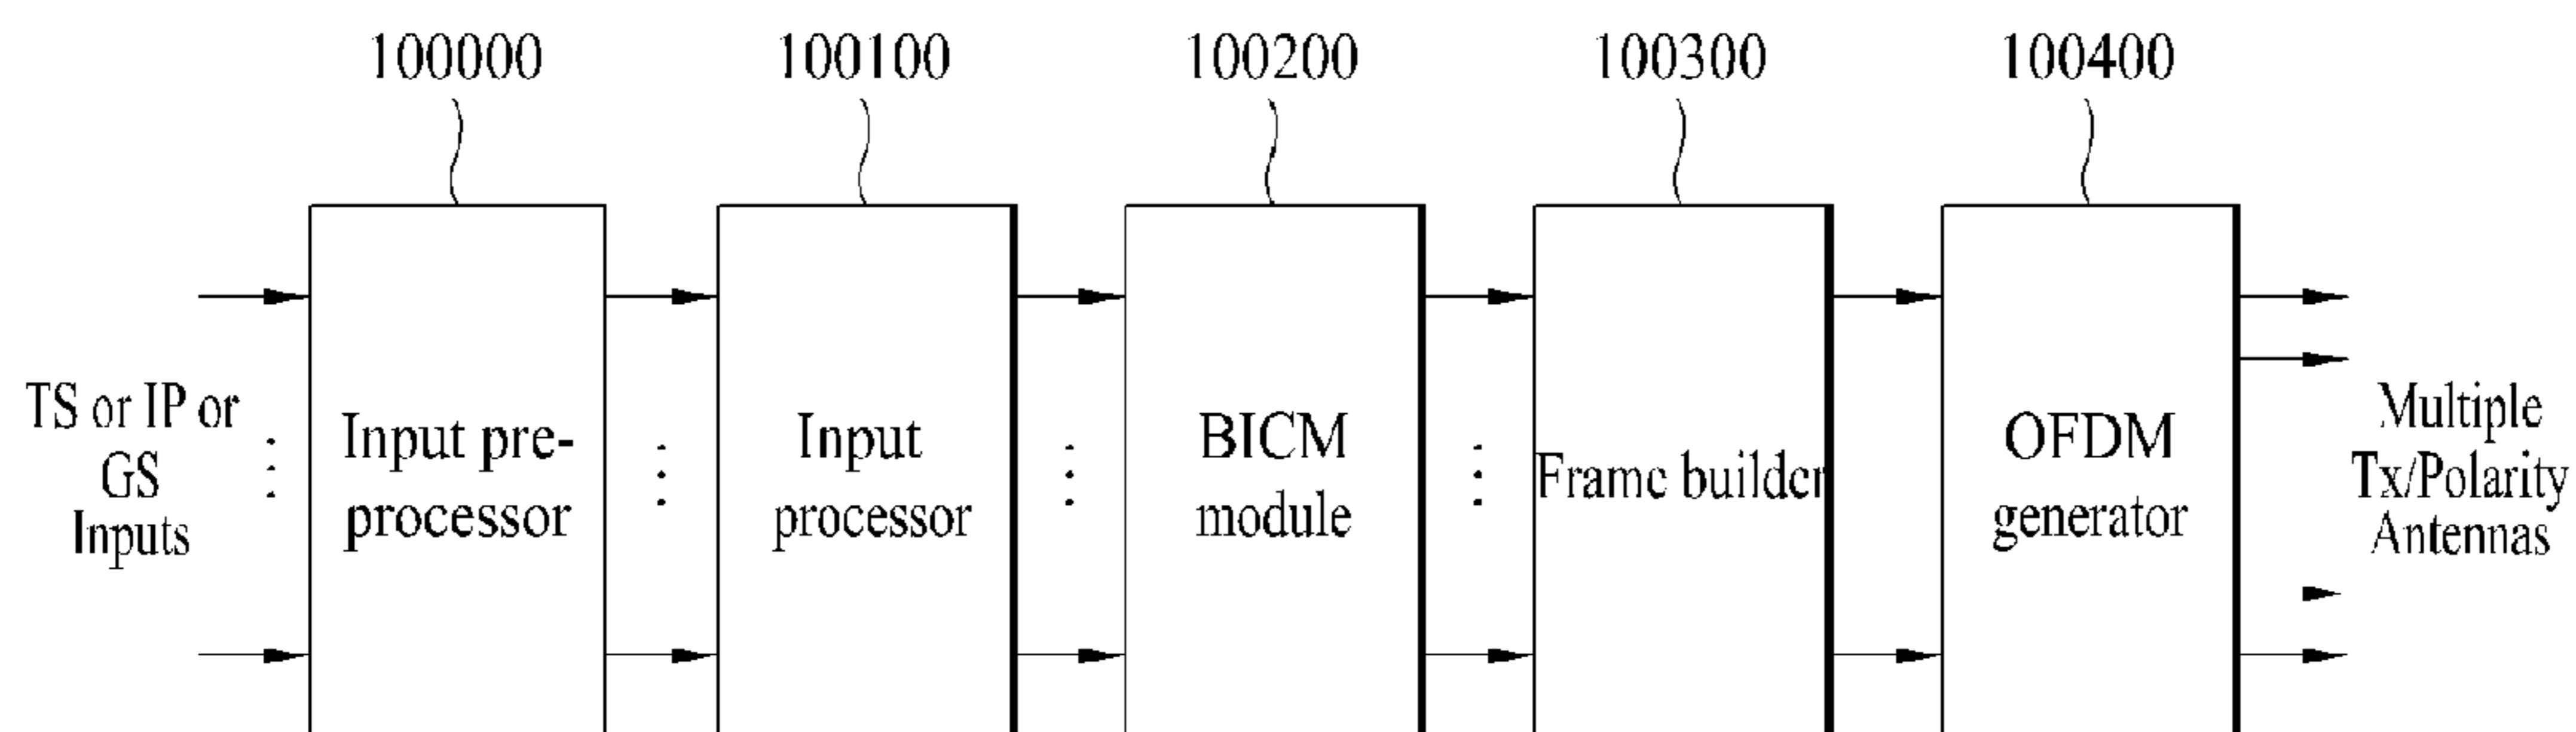 100000 100100 100200 100300 100400
TS or IP or
GS
Inputs
Input pre-
processor
Input
processor
BICM
module
Frame builder
OFDM
generator
Multiple
Tx/Polarity
Antennas